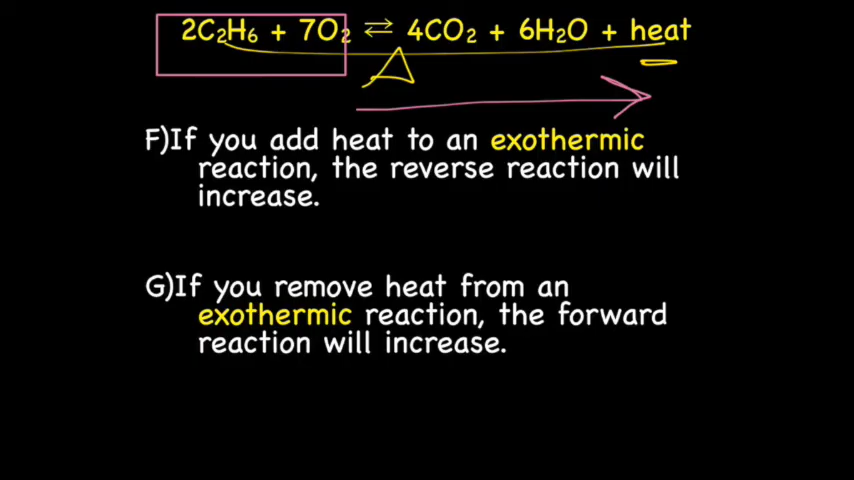 2C₂H₆ + 7O₂ ⇄ 4CO₂ + 6H₂O + heat
F)If you add heat to an exothermic
reaction, the reverse reaction will
increase.
G)If you remove heat from an
exothermic reaction, the forward
reaction will increase.